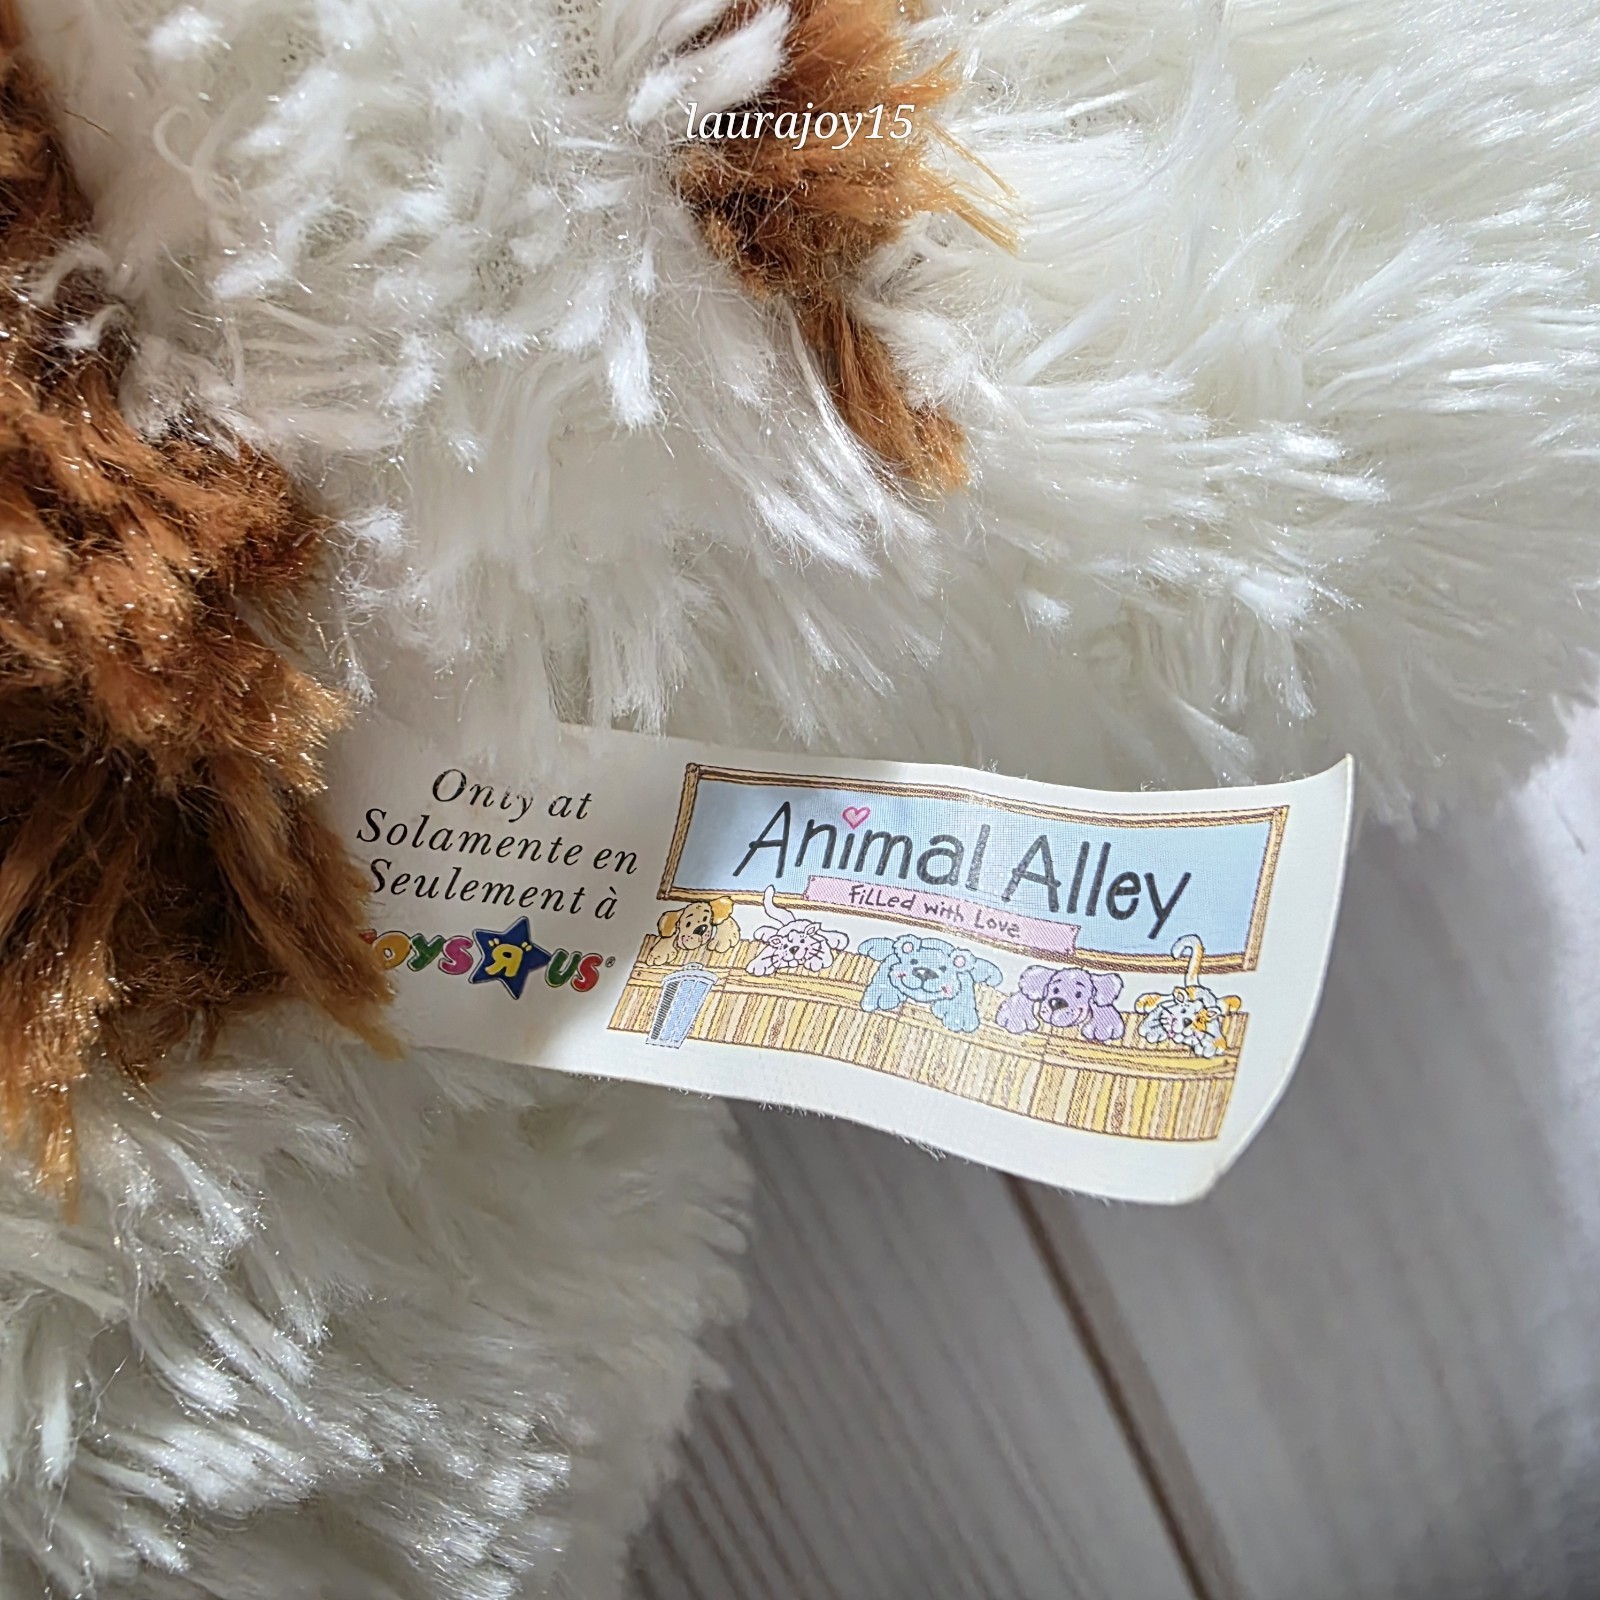 laurajoy15
Only at
Solamente en
Seulement à
TOYS "R" US®
Animal Alley
Filled with Love